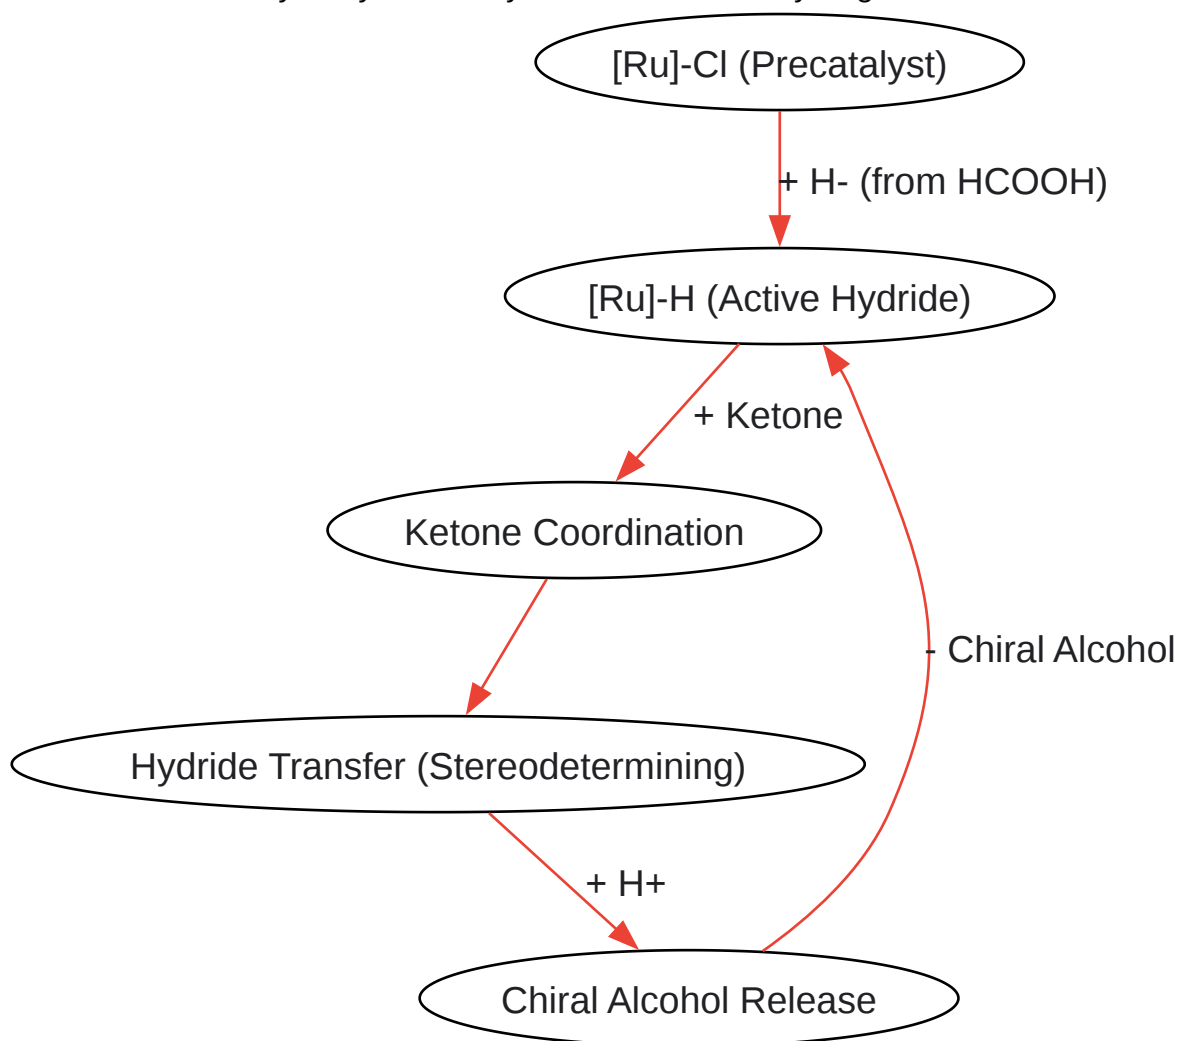 [Ru]-Cl (Precatalyst)
+ H- (from HCOOH)
[Ru]-H (Active Hydride)
+ Ketone
Ketone Coordination
- Chiral Alcohol
Hydride Transfer (Stereodetermining)
+ H+
Chiral Alcohol Release